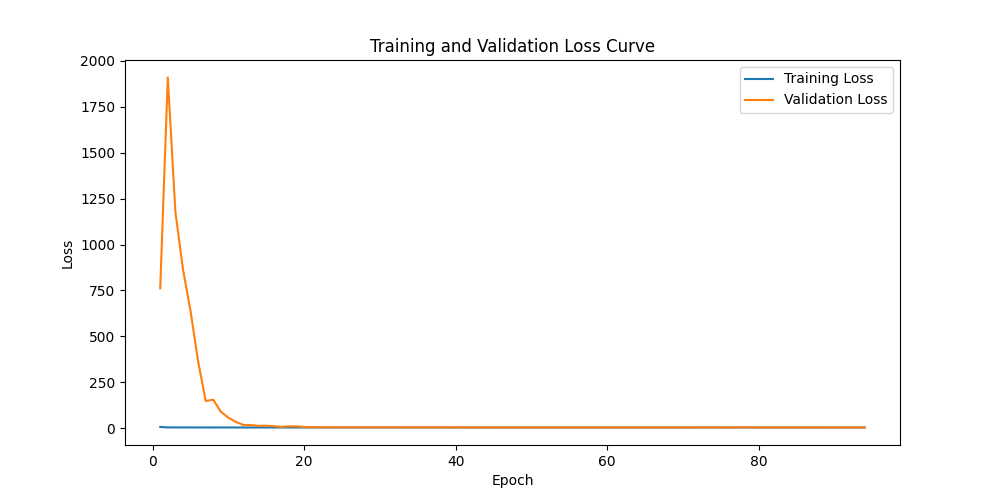 Training and Validation Loss Curve
Training Loss
Validation Loss
2000
1750
1500
1250
1000
750
500
250
0
Loss
0 20 40 60 80
Epoch